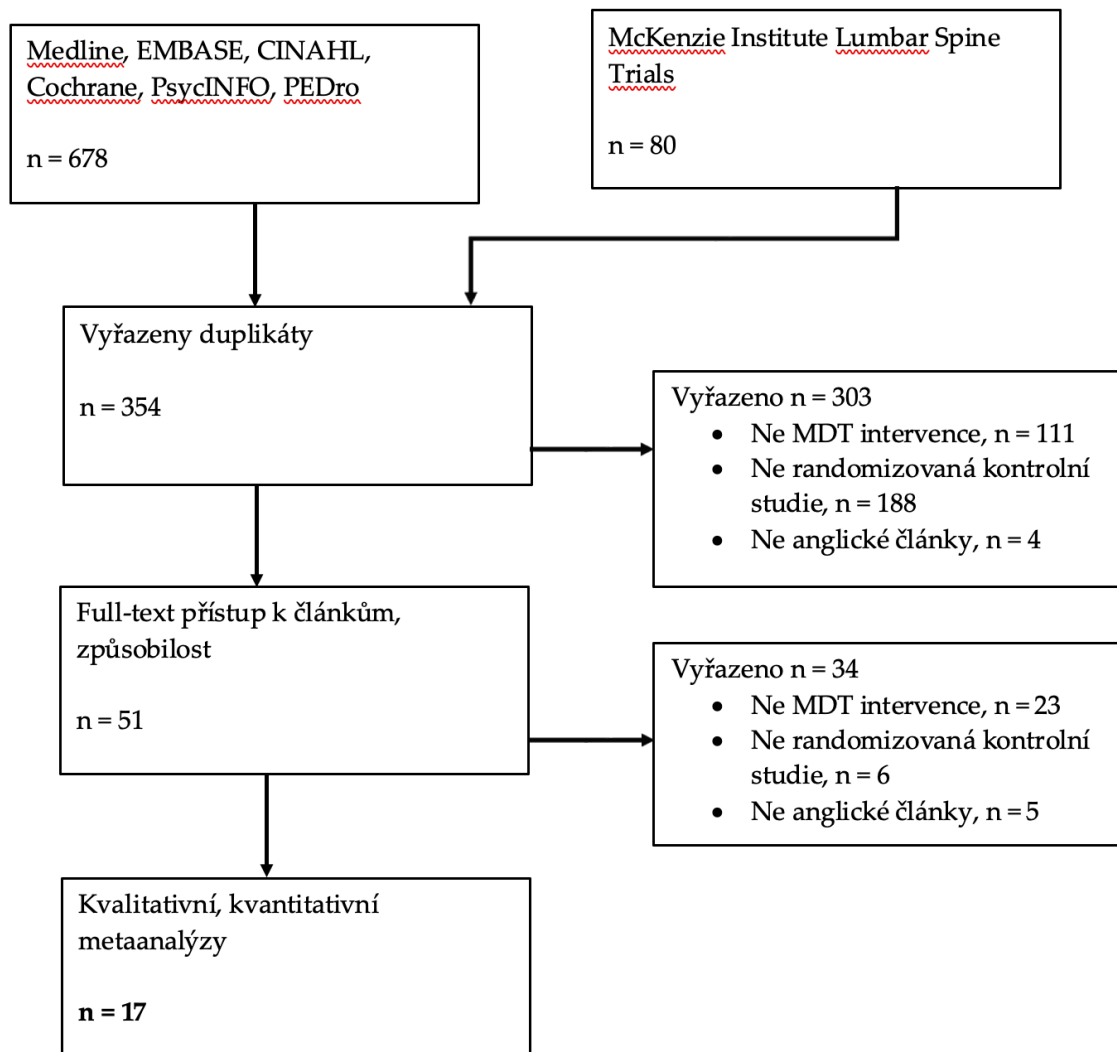 Medline, EMBASE, CINAHL,
Cochrane, PsycINFO, PEDro
n = 678
McKenzie Institute Lumbar Spine
Trials
n = 80
Vyřazeny duplikáty
n = 354
Vyřazeno n = 303
• Ne MDT intervence, n = 111
• Ne randomizovaná kontrolní
studie, n = 188
• Ne anglické články, n = 4
Full-text přístup k článkům,
způsobilost
n = 51
Vyřazeno n = 34
• Ne MDT intervence, n = 23
• Ne randomizovaná kontrolní
studie, n = 6
• Ne anglické články, n = 5
Kvalitativní, kvantitativní
metaanalýzy
n = 17